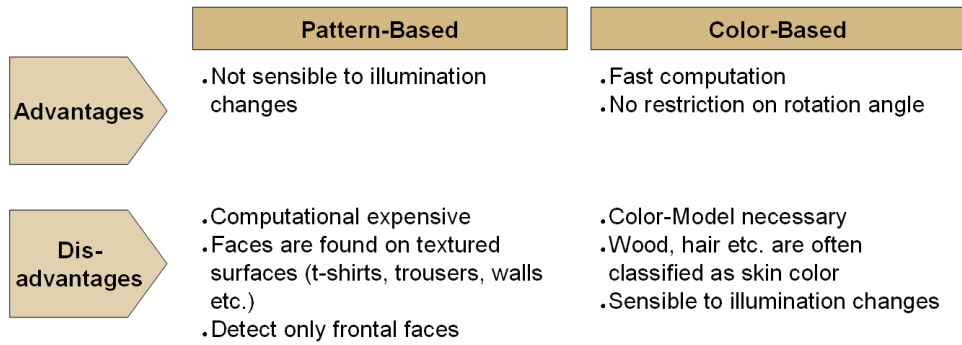 Pattern-Based
Color-Based
Advantages
.Not sensible to illumination
changes
.Fast computation
.No restriction on rotation angle
Dis-
advantages
.Computational expensive
.Faces are found on textured
surfaces (t-shirts, trousers, walls
etc.)
.Detect only frontal faces
.Color-Model necessary
.Wood, hair etc. are often
classified as skin color
.Sensible to illumination changes